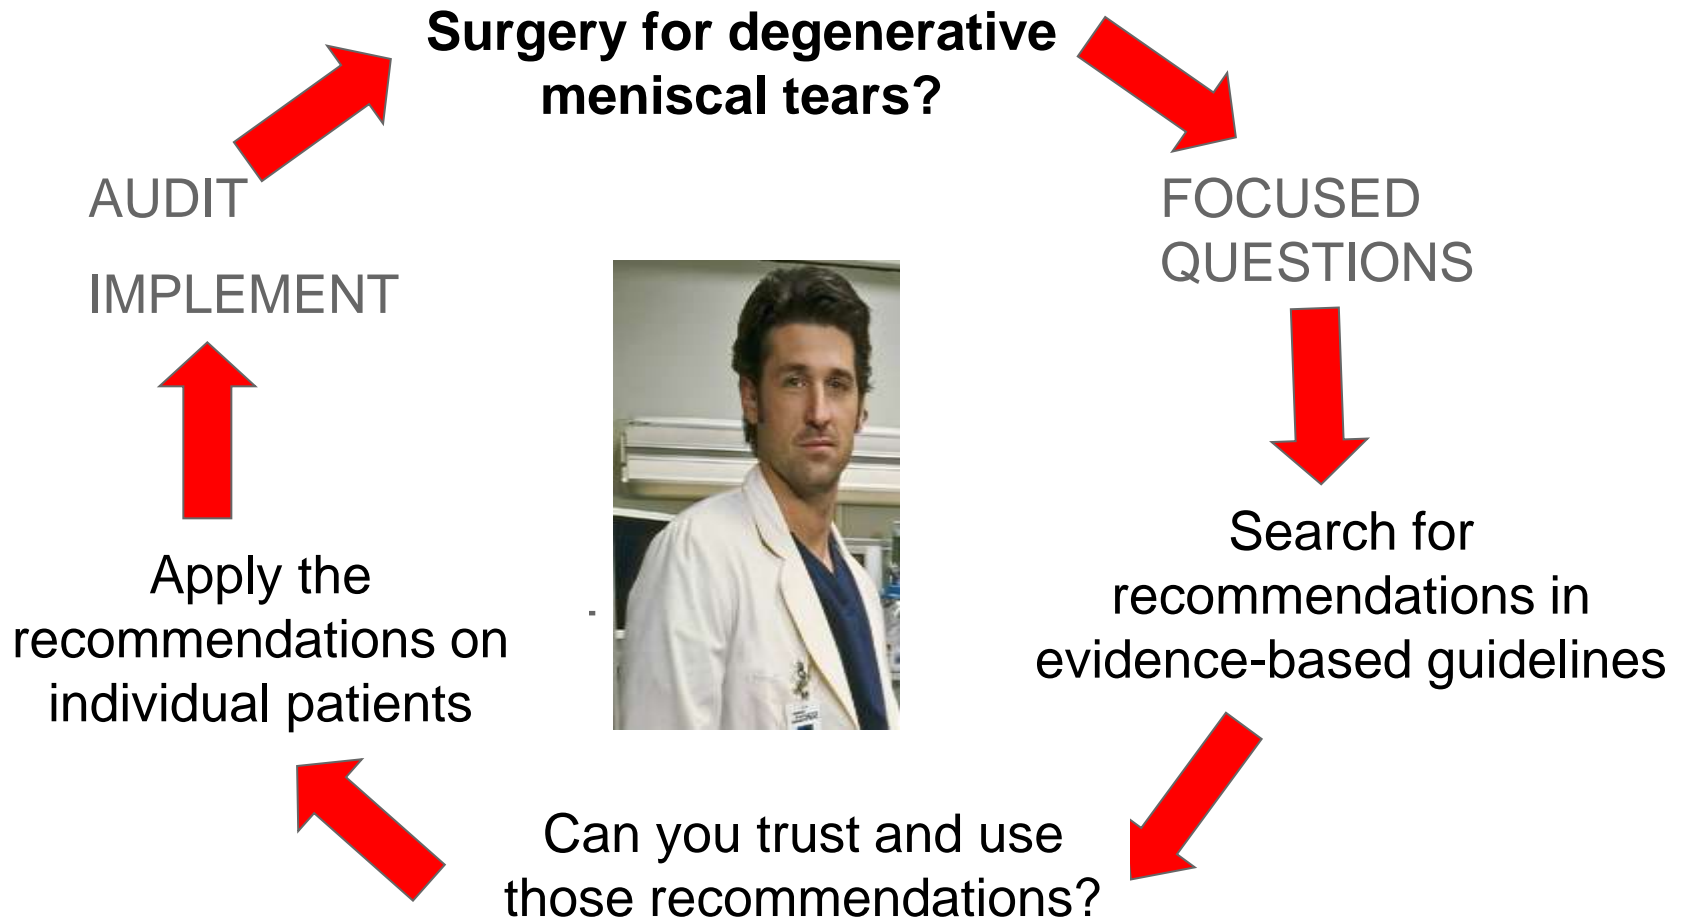 Surgery for degenerative
meniscal tears?
FOCUSED
QUESTIONS
Search for
recommendations in
evidence-based guidelines
Can you trust and use
those recommendations?
Apply the
recommendations on
individual patients
AUDIT
IMPLEMENT